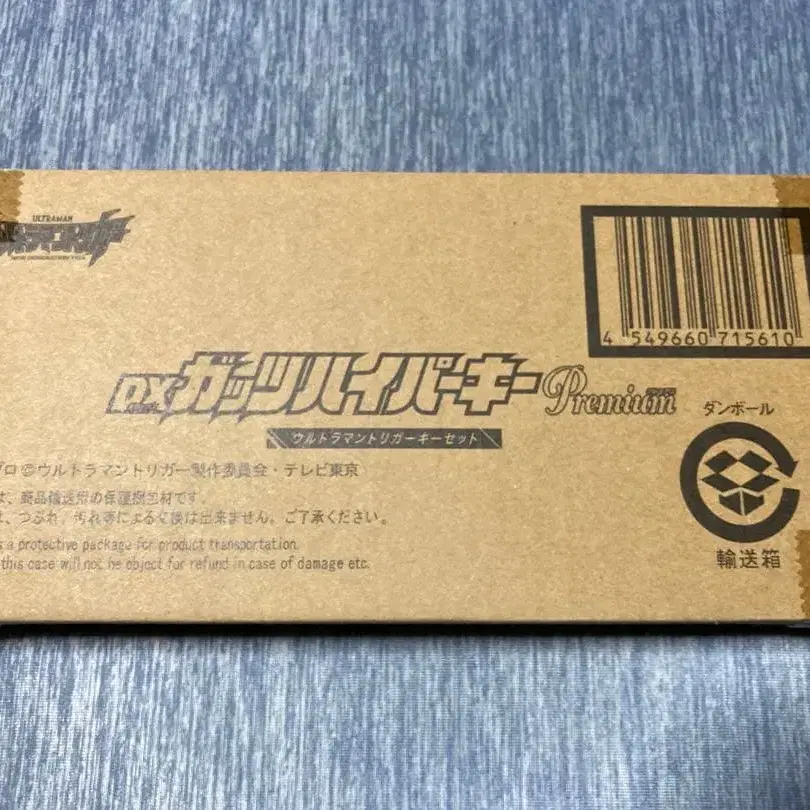 ULTRAMAN
NEW GENERATION TIGA
4 549660 715610
DXガッツハイパーキー Premium
ウルトラマントリガーキーセット
ダンボール
プロ©ウルトラマントリガー製作委員会・テレビ東京
は、商品輸送用の保護梱包材です。
は、つぶれ、汚れ等による交換は出来ません。ご了承ください。
s a protective package for product transportation.
this case will not be object for refund in case of damage etc.
輸送箱